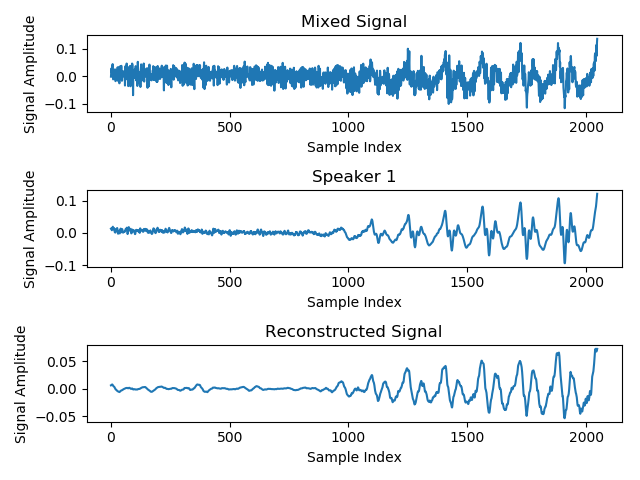 Mixed Signal
Signal Amplitude
0.1
0.0
−0.1
0 500 1000 1500 2000
Sample Index
Speaker 1
Signal Amplitude
0.1
0.0
−0.1
0 500 1000 1500 2000
Sample Index
Reconstructed Signal
Signal Amplitude
0.05
0.00
−0.05
0 500 1000 1500 2000
Sample Index